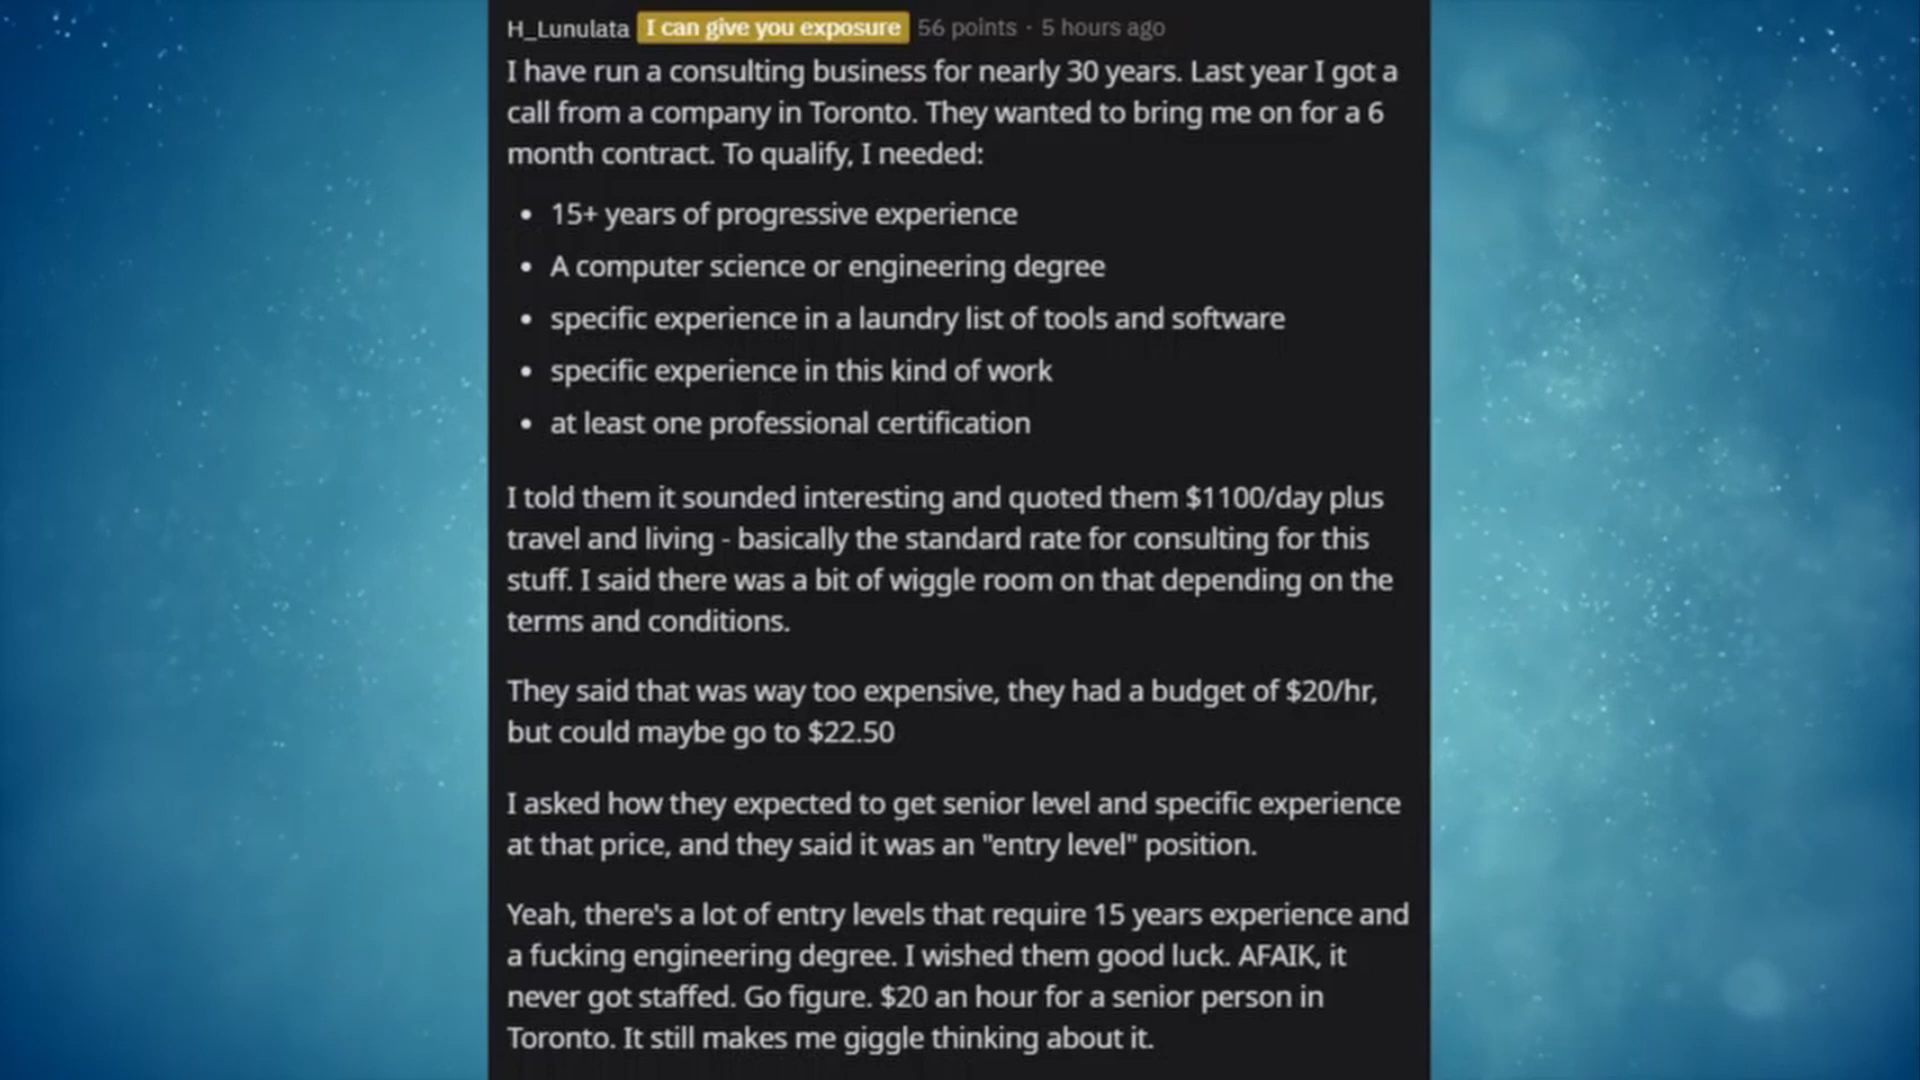 H_Lunulata I can give you exposure 56 points · 5 hours ago
I have run a consulting business for nearly 30 years. Last year I got a
call from a company in Toronto. They wanted to bring me on for a 6
month contract. To qualify, I needed:
• 15+ years of progressive experience
• A computer science or engineering degree
• specific experience in a laundry list of tools and software
• specific experience in this kind of work
• at least one professional certification
I told them it sounded interesting and quoted them $1100/day plus
travel and living - basically the standard rate for consulting for this
stuff. I said there was a bit of wiggle room on that depending on the
terms and conditions.
They said that was way too expensive, they had a budget of $20/hr,
but could maybe go to $22.50
I asked how they expected to get senior level and specific experience
at that price, and they said it was an "entry level" position.
Yeah, there's a lot of entry levels that require 15 years experience and
a fucking engineering degree. I wished them good luck. AFAIK, it
never got staffed. Go figure. $20 an hour for a senior person in
Toronto. It still makes me giggle thinking about it.